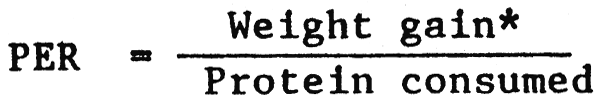 Weight gain*
PER =
Protein consumed